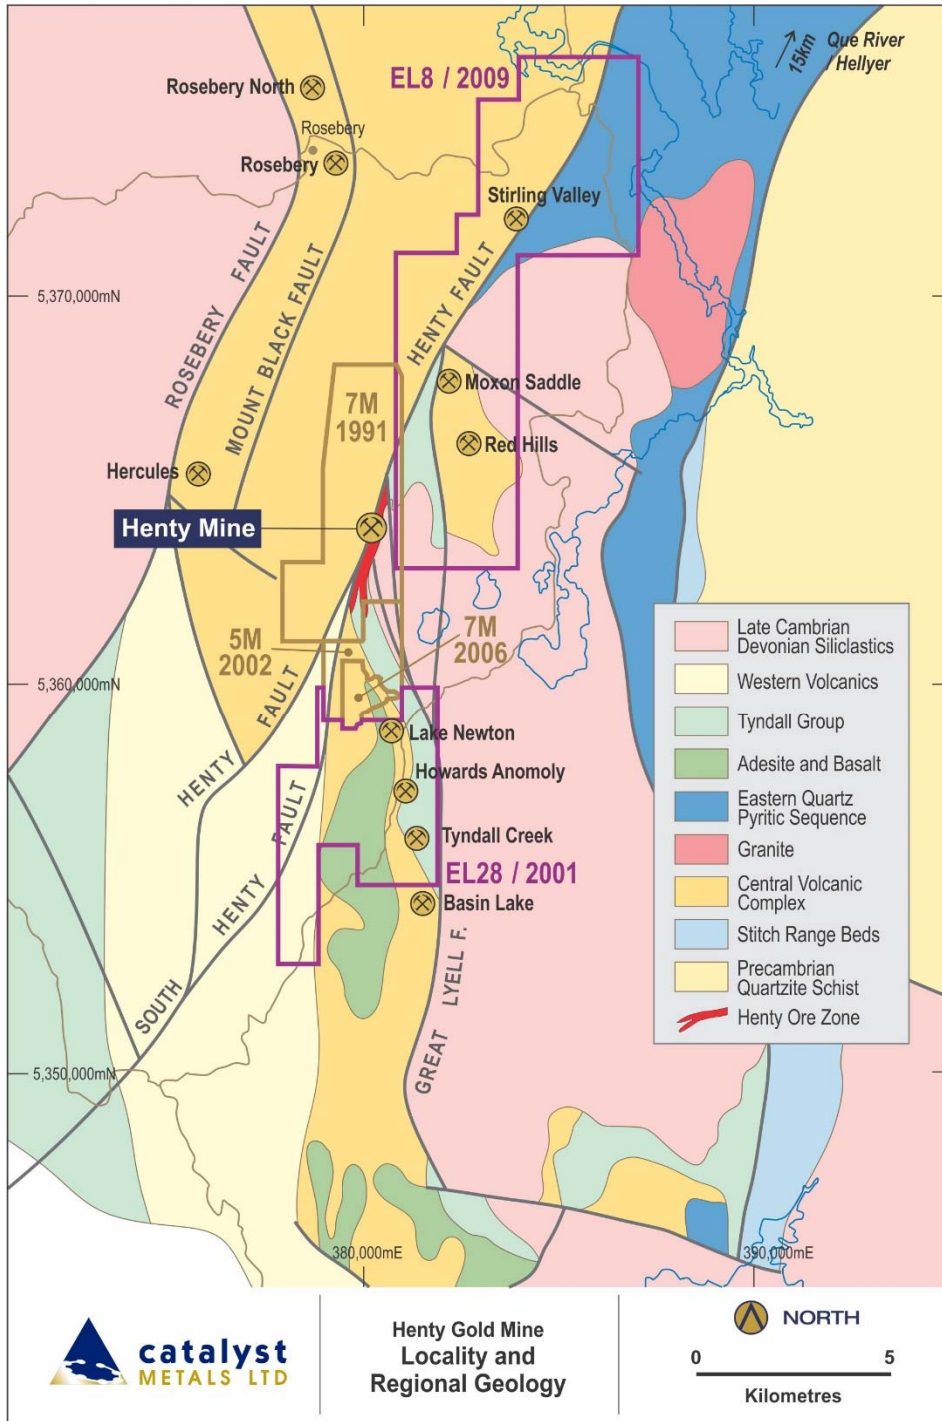 15km
Que River
/ Hellyer
EL8 / 2009
Rosebery North
Rosebery
Rosebery
Stirling Valley
ROSEBERY FAULT
MOUNT BLACK FAULT
HENTY FAULT
5,370,000mN
Moxon Saddle
7M
1991
Red Hills
Hercules
Henty Mine
5M
2002
7M
2006
5,360,000mN
HENTY FAULT
Lake Newton
Howards Anomoly
Tyndall Creek
EL28 / 2001
Basin Lake
SOUTH HENTY FAULT
GREAT LYELL F.
5,350,000mN
380,000mE
390,000mE
Late Cambrian
Devonian Siliclastics
Western Volcanics
Tyndall Group
Adesite and Basalt
Eastern Quartz
Pyritic Sequence
Granite
Central Volcanic
Complex
Stitch Range Beds
Precambrian
Quartzite Schist
Henty Ore Zone
catalyst
METALS LTD
Henty Gold Mine
Locality and
Regional Geology
NORTH
0 5
Kilometres